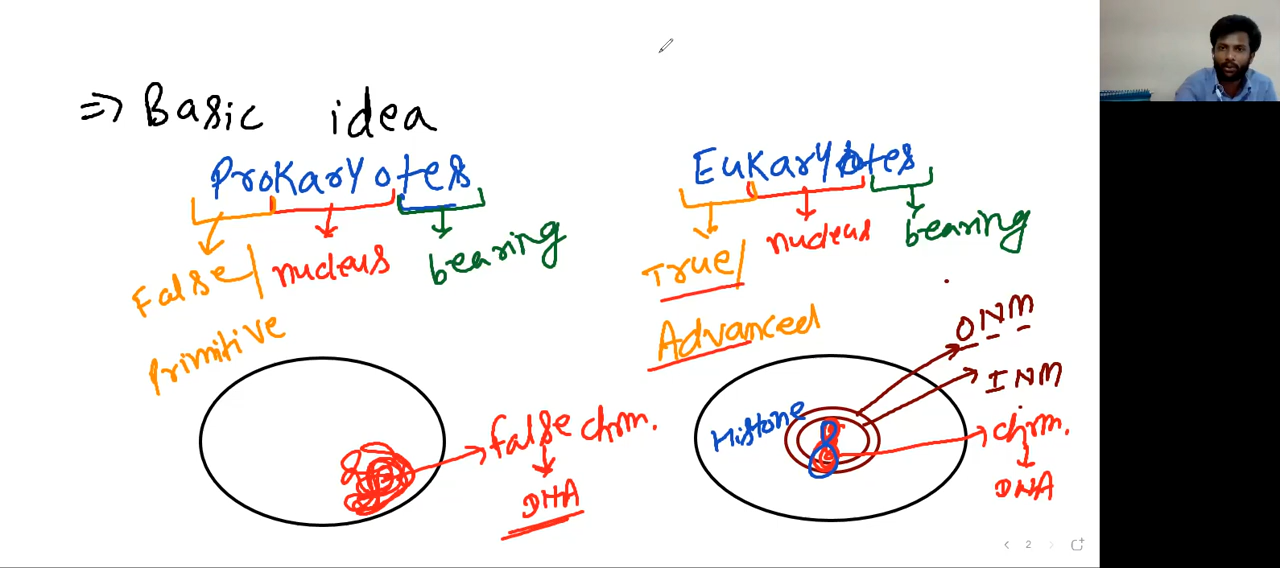 => Basic idea
Prokaryotes
Eukaryotes
False/ nucleus bearing
Primitive
True/ nucleus bearing
Advanced
ONM
INM
Histone
false chrm.
DNA
chrm.
DNA
2